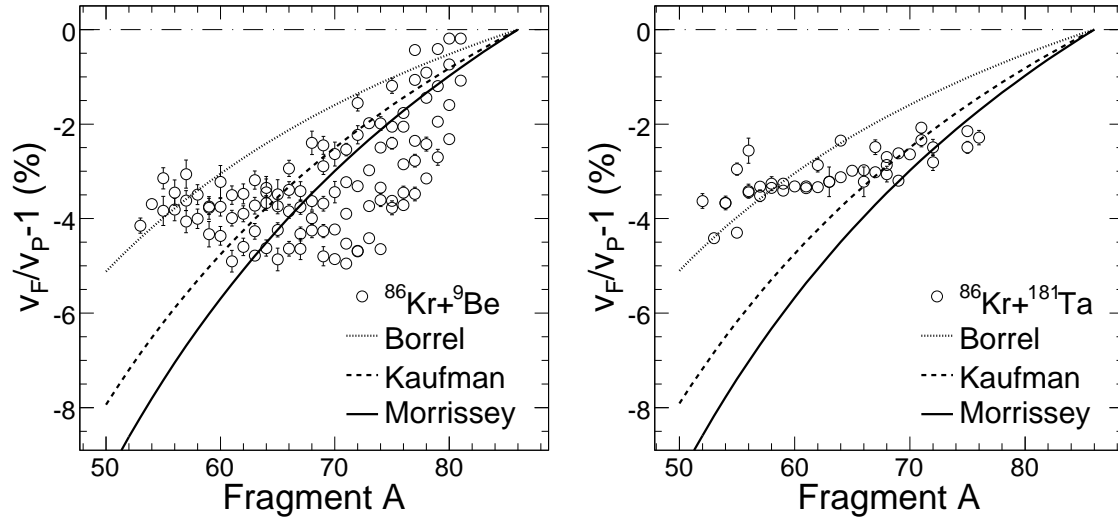 v_F/v_P-1 (%)
0
-2
-4
-6
-8
⁸⁶Kr+⁹Be
Borrel
Kaufman
Morrissey
50 60 70 80
Fragment A
v_F/v_P-1 (%)
0
-2
-4
-6
-8
⁸⁶Kr+¹⁸¹Ta
Borrel
Kaufman
Morrissey
50 60 70 80
Fragment A